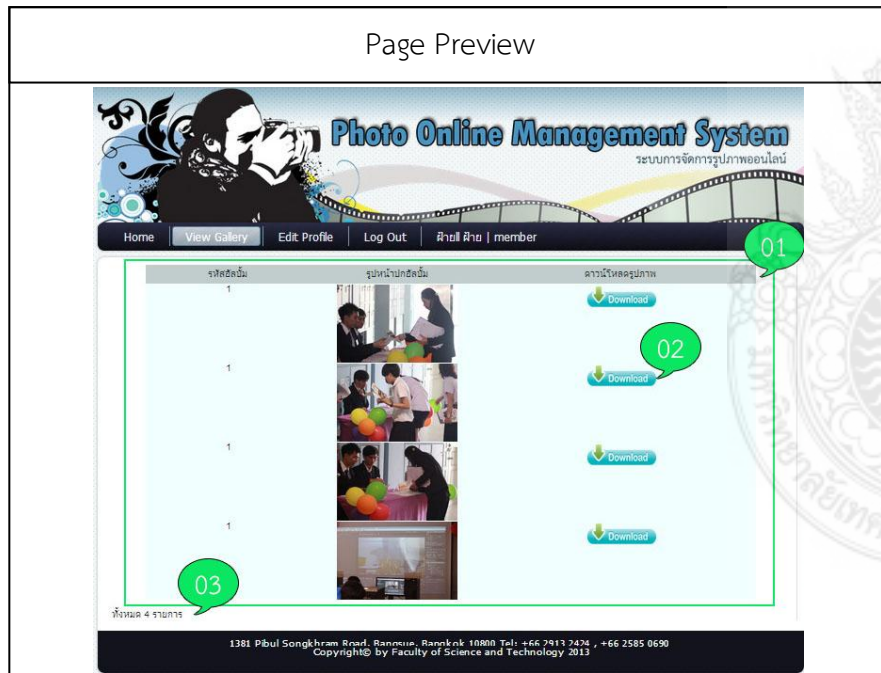 Page Preview
Photo Online Management System
ระบบการจัดการรูปภาพออนไลน์
Home View Gallery Edit Profile Log Out ฝ้ายll ฝ้าย | member
01
รหัสอัลบั้ม รูปหน้าปกอัลบั้ม ดาวน์โหลดรูปภาพ
1 Download
02
1 Download
1 Download
1 Download
03
ทั้งหมด 4 รายการ
1381 Pibul Songkhram Road, Bangsue, Bangkok 10800 Tel: +66 2913 2424 , +66 2585 0690
Copyright© by Faculty of Science and Technology 2013